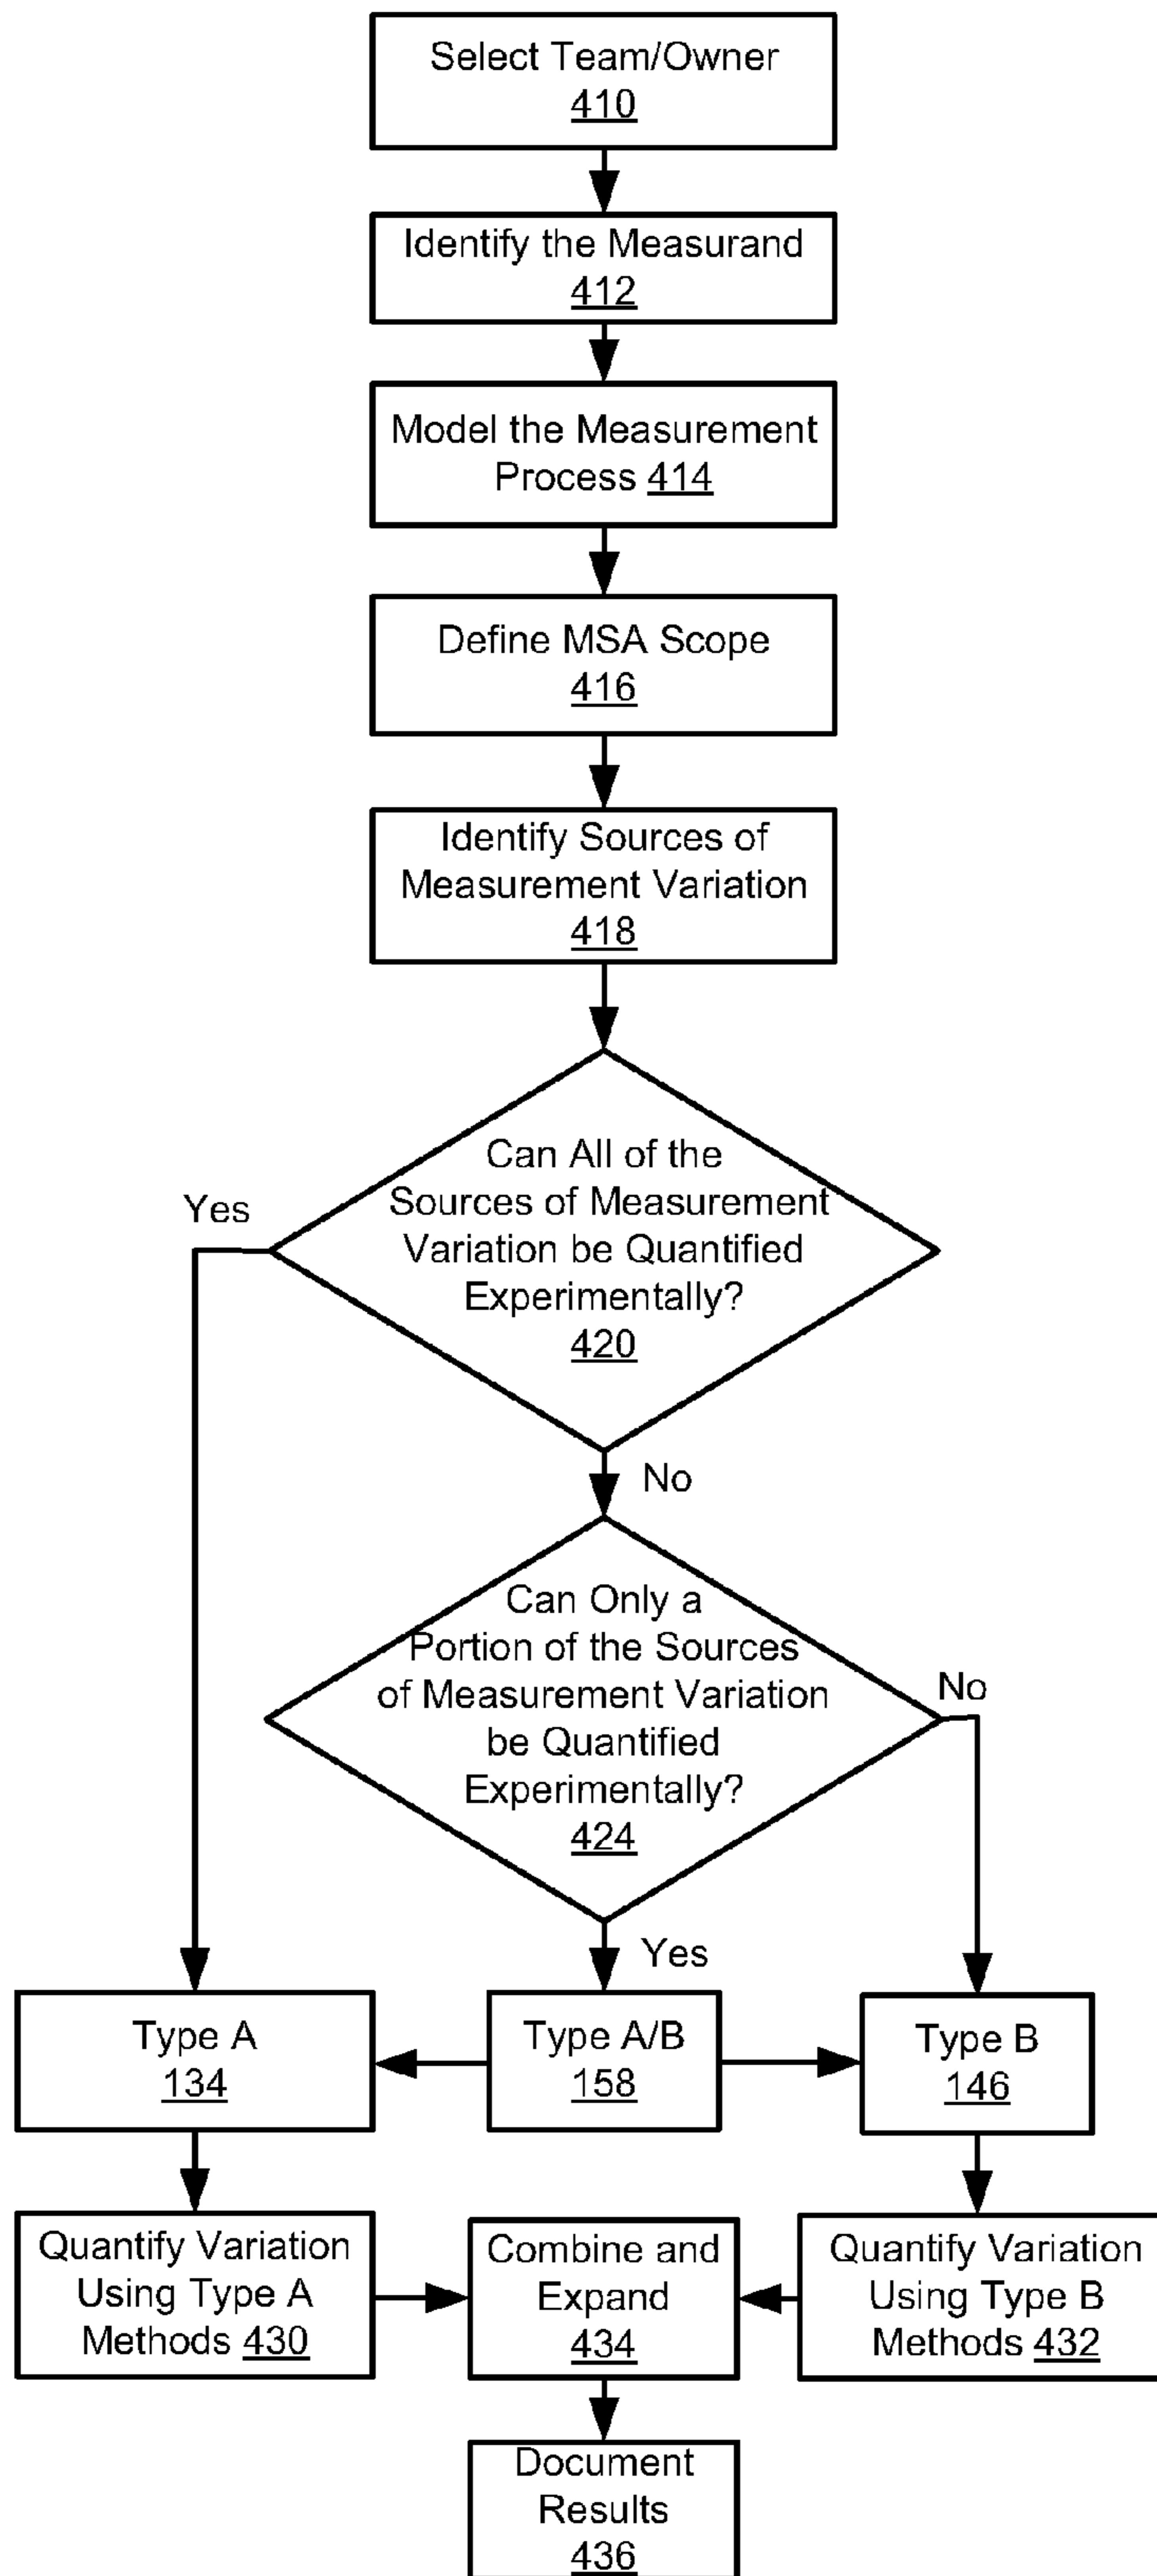 Select Team/Owner
410
Identify the Measurand
412
Model the Measurement
Process 414
Define MSA Scope
416
Identify Sources of
Measurement Variation
418
Can All of the
Sources of Measurement
Variation be Quantified
Experimentally?
420
Yes
No
Can Only a
Portion of the Sources
of Measurement Variation
be Quantified
Experimentally?
424
No
Yes
Type A
134
Type A/B
158
Type B
146
Quantify Variation
Using Type A
Methods 430
Combine and
Expand
434
Quantify Variation
Using Type B
Methods 432
Document
Results
436